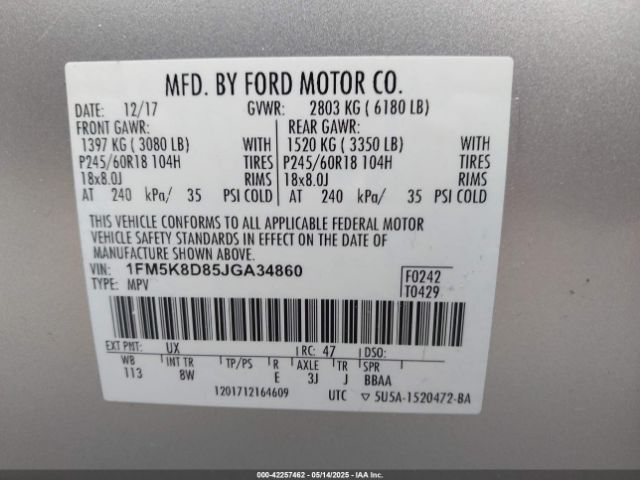 MFD. BY FORD MOTOR CO.
DATE: 12/17 GVWR: 2803 KG ( 6180 LB)
FRONT GAWR: REAR GAWR:
1397 KG ( 3080 LB) WITH 1520 KG ( 3350 LB) WITH
P245/60R18 104H TIRES P245/60R18 104H TIRES
18x8.0J RIMS 18x8.0J RIMS
AT 240 kPa/ 35 PSI COLD AT 240 kPa/ 35 PSI COLD
THIS VEHICLE CONFORMS TO ALL APPLICABLE FEDERAL MOTOR
VEHICLE SAFETY STANDARDS IN EFFECT ON THE DATE OF
MANUFACTURE SHOWN ABOVE.
VIN: 1FM5K8D85JGA34860 F0242
TYPE: MPV T0429
EXT PNT: UX RC: 47 DSO:
WB INT TR TP/PS R AXLE TR SPR
113 8W E 3J J BBAA
1201712164609 UTC ▽ 5U5A-1520472-BA
000-42257462 - 05/14/2025 - IAA Inc.